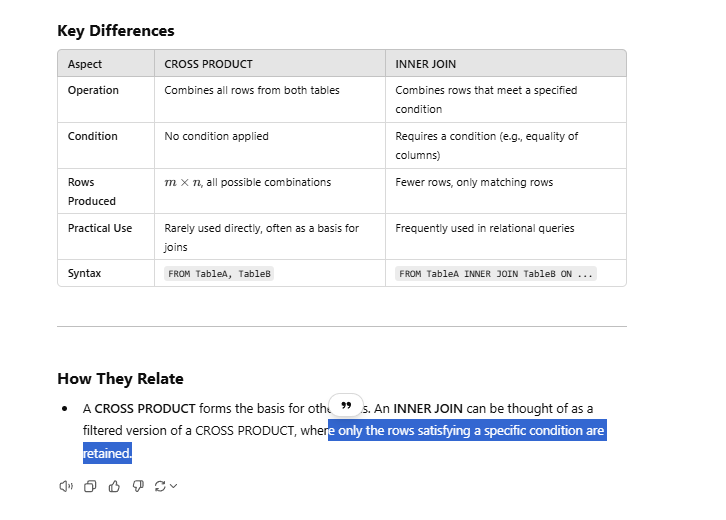 Key Differences
Aspect CROSS PRODUCT INNER JOIN
Operation Combines all rows from both tables Combines rows that meet a specified
condition
Condition No condition applied Requires a condition (e.g., equality of
columns)
Rows m × n, all possible combinations Fewer rows, only matching rows
Produced
Practical Use Rarely used directly, often as a basis for Frequently used in relational queries
joins
Syntax FROM TableA, TableB FROM TableA INNER JOIN TableB ON ...
How They Relate
• A CROSS PRODUCT forms the basis for othe s. An INNER JOIN can be thought of as a
filtered version of a CROSS PRODUCT, where only the rows satisfying a specific condition are
retained.